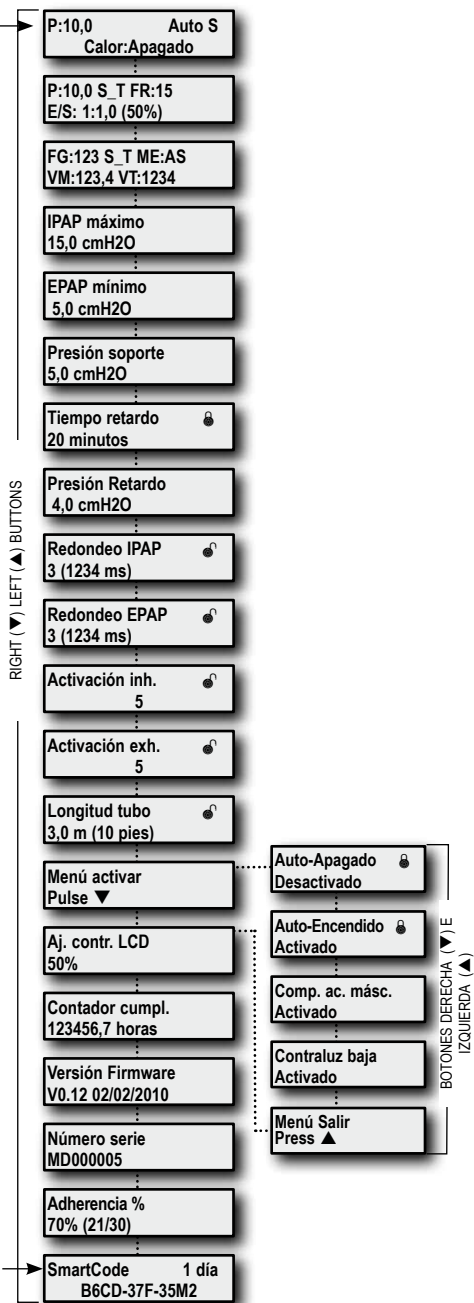 P:10,0 Auto S
Calor:Apagado
P:10,0 S_T FR:15
E/S: 1:1,0 (50%)
FG:123 S_T ME:AS
VM:123,4 VT:1234
IPAP máximo
15,0 cmH2O
EPAP mínimo
5,0 cmH2O
Presión soporte
5,0 cmH2O
Tiempo retardo
20 minutos
Presión Retardo
4,0 cmH2O
Redondeo IPAP
3 (1234 ms)
Redondeo EPAP
3 (1234 ms)
Activación inh.
5
Activación exh.
5
Longitud tubo
3,0 m (10 pies)
Menú activar
Pulse ▼
Aj. contr. LCD
50%
Contador cumpl.
123456,7 horas
Versión Firmware
V0.12 02/02/2010
Número serie
MD000005
Adherencia %
70% (21/30)
SmartCode 1 día
B6CD-37F-35M2
RIGHT (▼) LEFT (▲) BUTTONS
Auto-Apagado
Desactivado
Auto-Encendido
Activado
Comp. ac. másc.
Activado
Contraluz baja
Activado
Menú Salir
Press ▲
BOTONES DERECHA (▼) E
IZQUIERDA (▲)